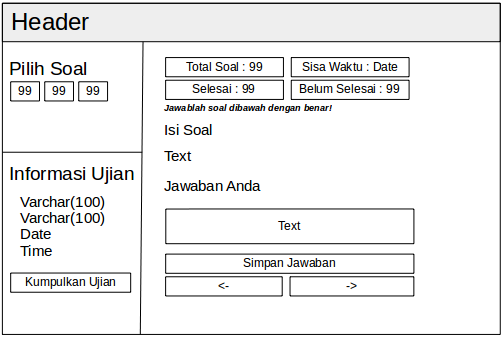 Header
Pilih Soal
99 99 99
Informasi Ujian
Varchar(100)
Varchar(100)
Date
Time
Kumpulkan Ujian
Total Soal : 99
Sisa Waktu : Date
Selesai : 99
Belum Selesai : 99
Jawablah soal dibawah dengan benar!
Isi Soal
Text
Jawaban Anda
Text
Simpan Jawaban
<-
->